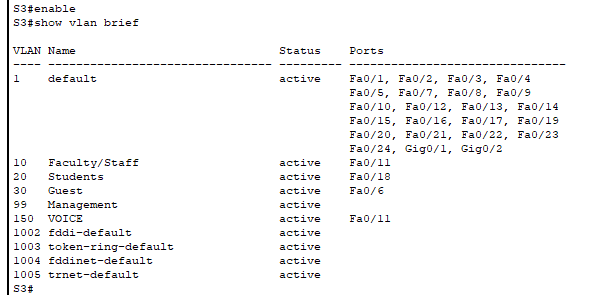 S3#enable
S3#show vlan brief
VLAN Name                             Status    Ports
---- -------------------------------- --------- -------------------------------
1    default                          active    Fa0/1, Fa0/2, Fa0/3, Fa0/4
                                                Fa0/5, Fa0/7, Fa0/8, Fa0/9
                                                Fa0/10, Fa0/12, Fa0/13, Fa0/14
                                                Fa0/15, Fa0/16, Fa0/17, Fa0/19
                                                Fa0/20, Fa0/21, Fa0/22, Fa0/23
                                                Fa0/24, Gig0/1, Gig0/2
10   Faculty/Staff                    active    Fa0/11
20   Students                         active    Fa0/18
30   Guest                            active    Fa0/6
99   Management                       active
150  VOICE                            active    Fa0/11
1002 fddi-default                     active
1003 token-ring-default               active
1004 fddinet-default                  active
1005 trnet-default                    active
S3#